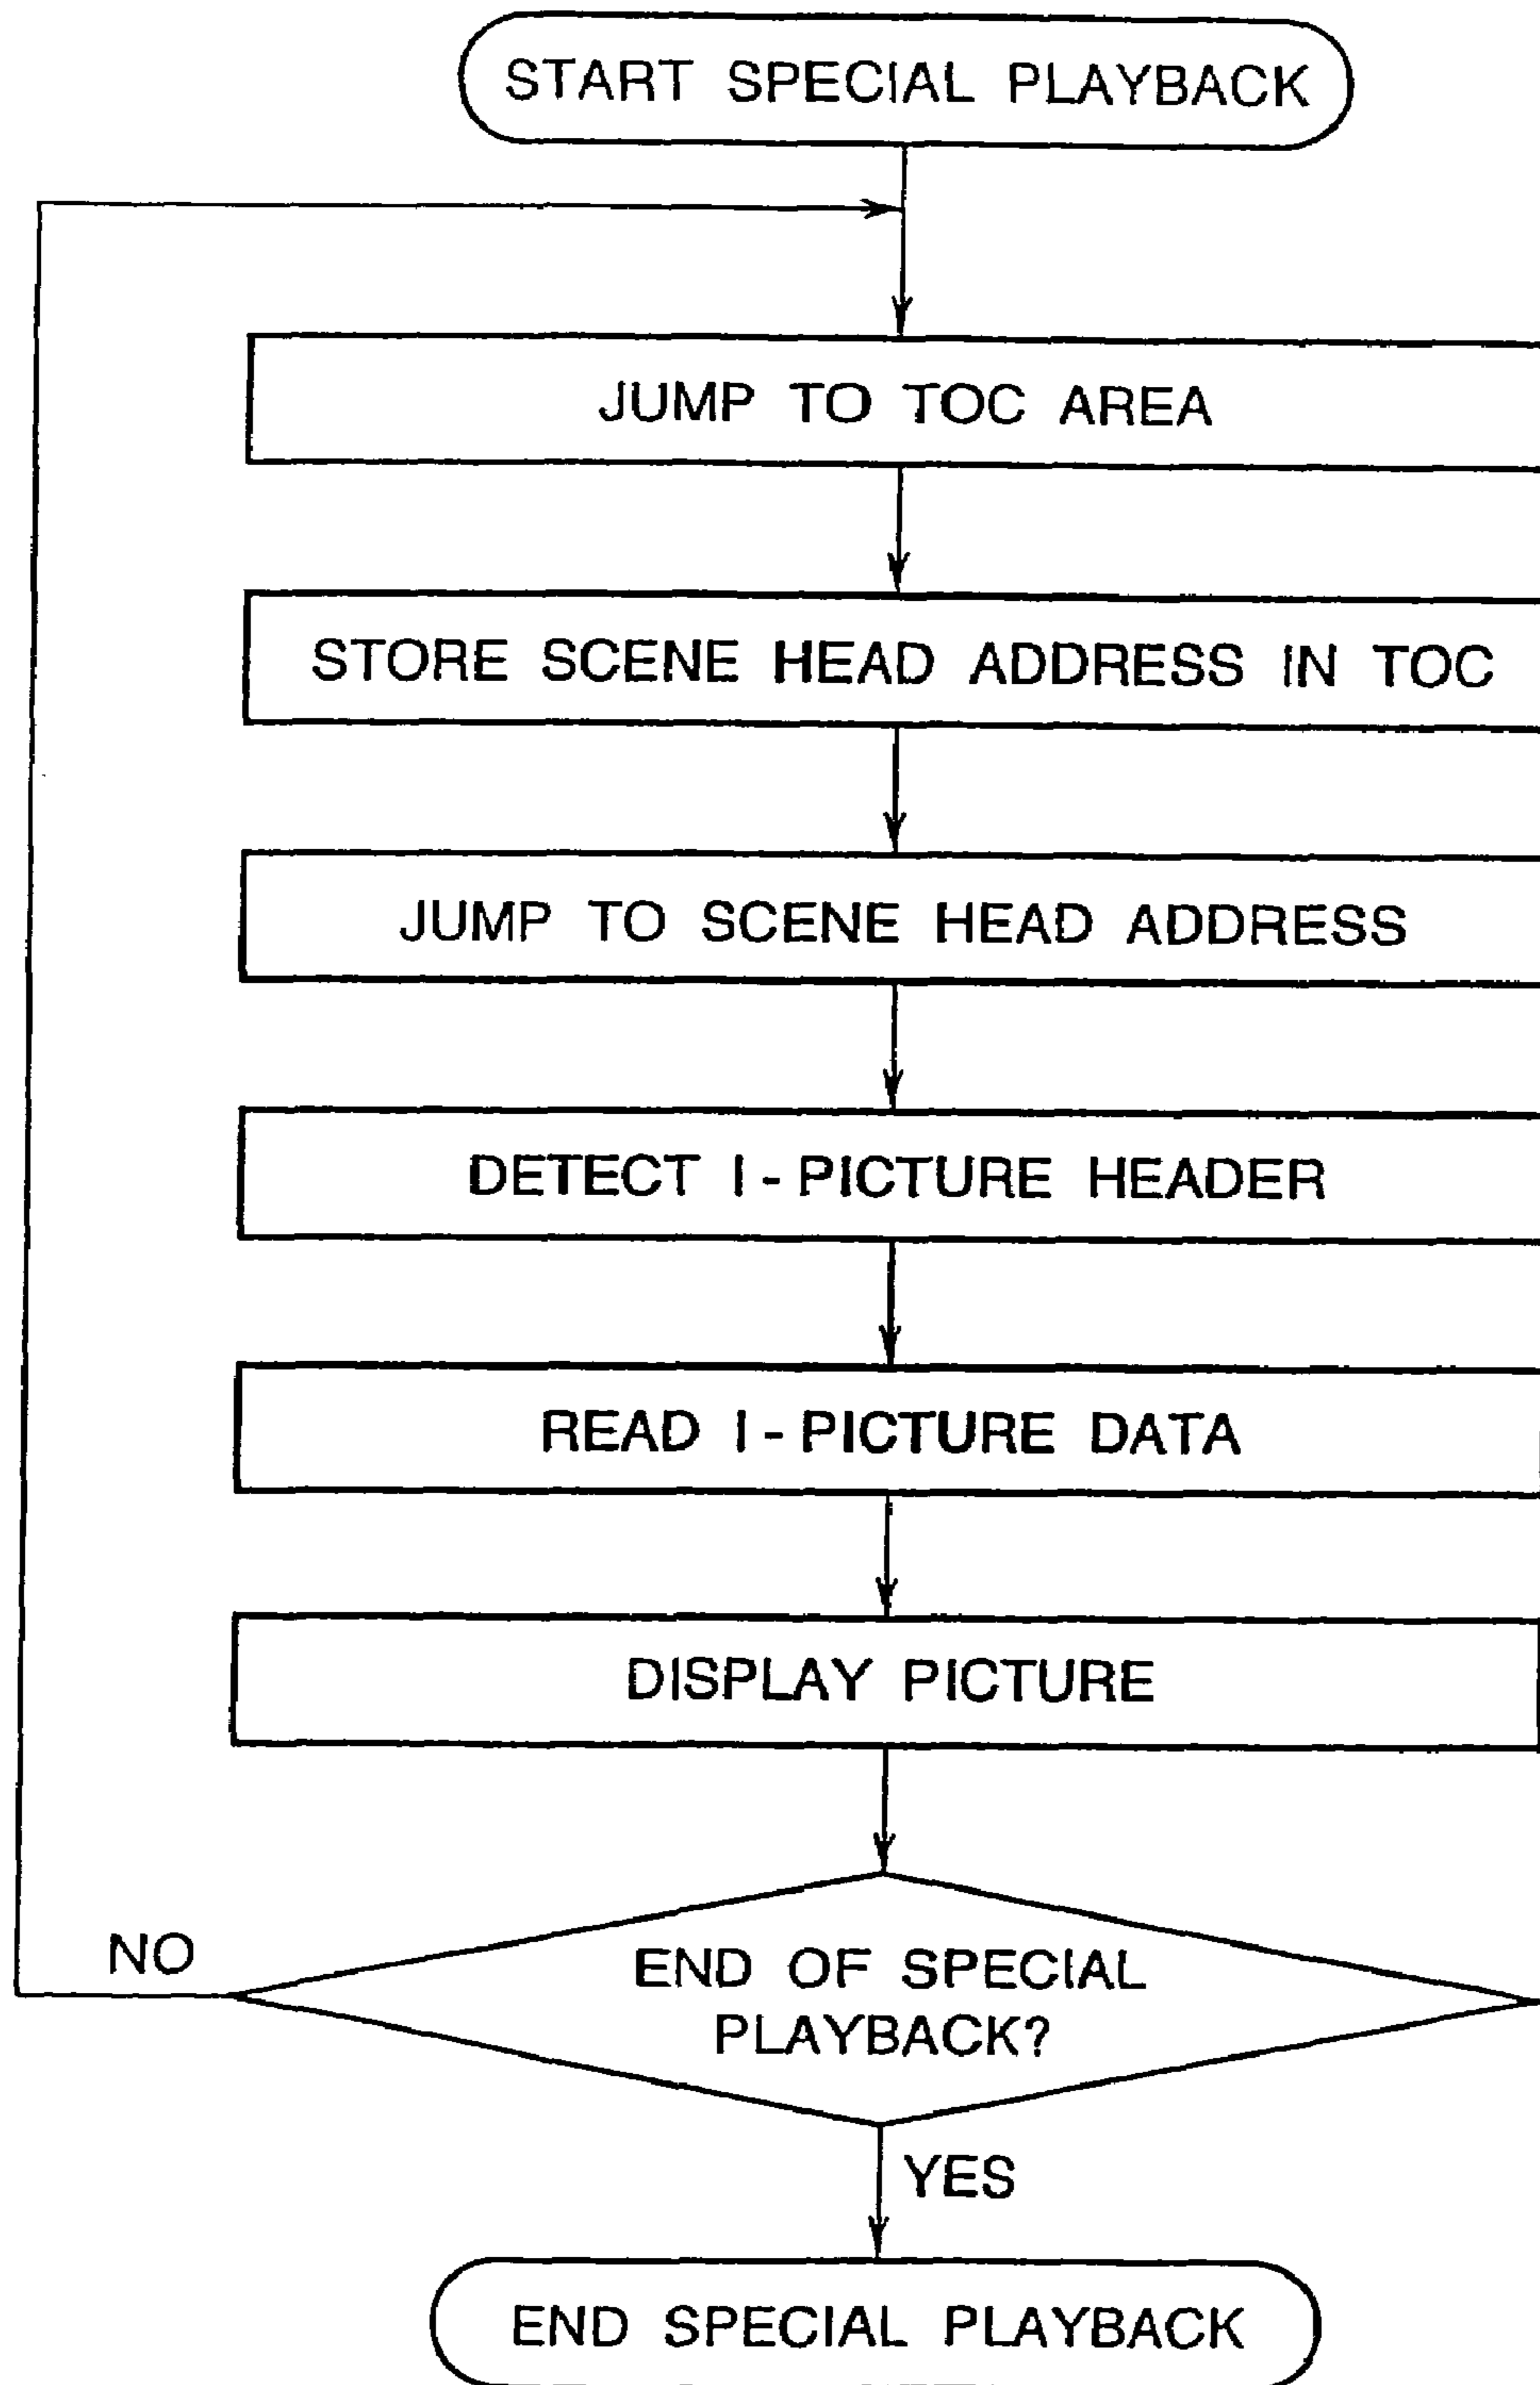 START SPECIAL PLAYBACK
JUMP TO TOC AREA
STORE SCENE HEAD ADDRESS IN TOC
JUMP TO SCENE HEAD ADDRESS
DETECT I-PICTURE HEADER
READ I-PICTURE DATA
DISPLAY PICTURE
NO
END OF SPECIAL
PLAYBACK?
YES
END SPECIAL PLAYBACK